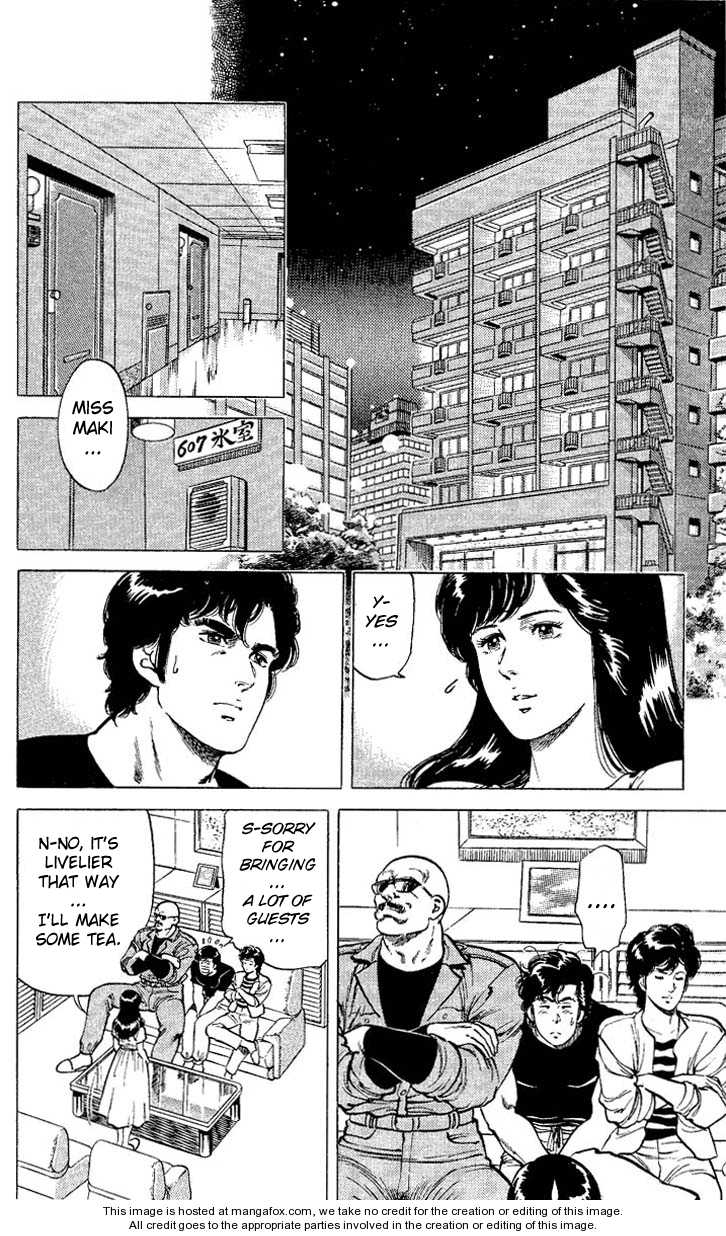 MISS
MAKI
...
607 氷室
Y-
YES
...
S-SORRY
FOR
BRINGING
...
A LOT OF
GUESTS
...
N-NO, IT'S
LIVELIER
THAT WAY
...
I'LL MAKE
SOME TEA.
....
This image is hosted at mangafox.com, we take no credit for the creation or editing of this image.
All credit goes to the appropriate parties involved in the creation or editing of this image.